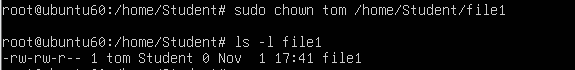 root@ubuntu60:/home/Student# sudo chown tom /home/Student/file1
root@ubuntu60:/home/Student# ls -l file1
-rw-rw-r-- 1 tom Student 0 Nov  1 17:41 file1